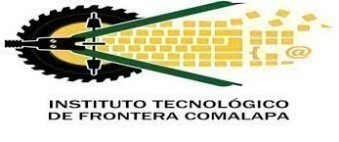 { @
INSTITUTO TECNOLÓGICO
DE FRONTERA COMALAPA